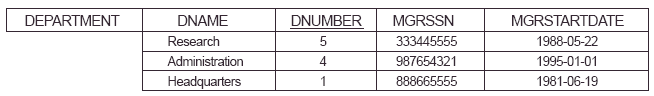 DEPARTMENT DNAME DNUMBER MGRSSN MGRSTARTDATE
Research 5 333445555 1988-05-22
Administration 4 987654321 1995-01-01
Headquarters 1 888665555 1981-06-19